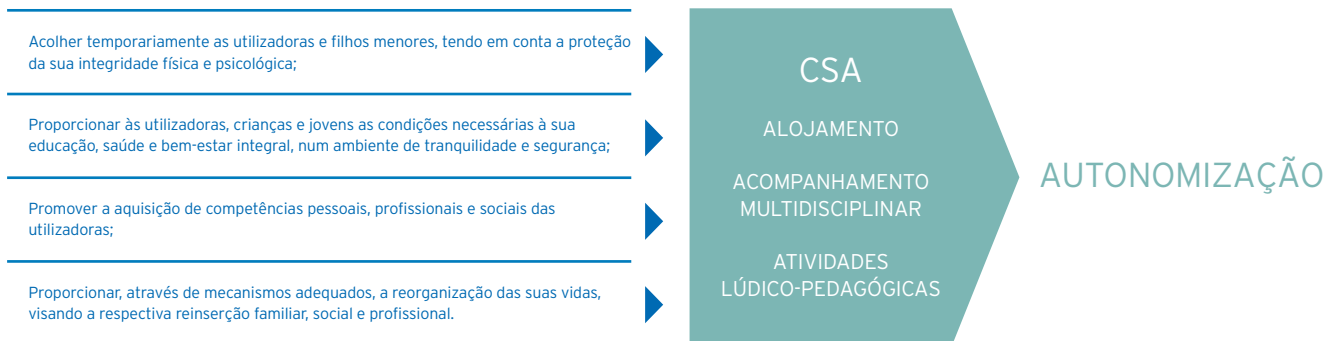 Acolher temporariamente as utilizadoras e filhos menores, tendo em conta a proteção
da sua integridade física e psicológica;
Proporcionar às utilizadoras, crianças e jovens as condições necessárias à sua
educação, saúde e bem-estar integral, num ambiente de tranquilidade e segurança;
Promover a aquisição de competências pessoais, profissionais e sociais das
utilizadoras;
Proporcionar, através de mecanismos adequados, a reorganização das suas vidas,
visando a respectiva reinserção familiar, social e profissional.
CSA
ALOJAMENTO
ACOMPANHAMENTO
MULTIDISCIPLINAR
ATIVIDADES
LÚDICO-PEDAGÓGICAS
AUTONOMIZAÇÃO